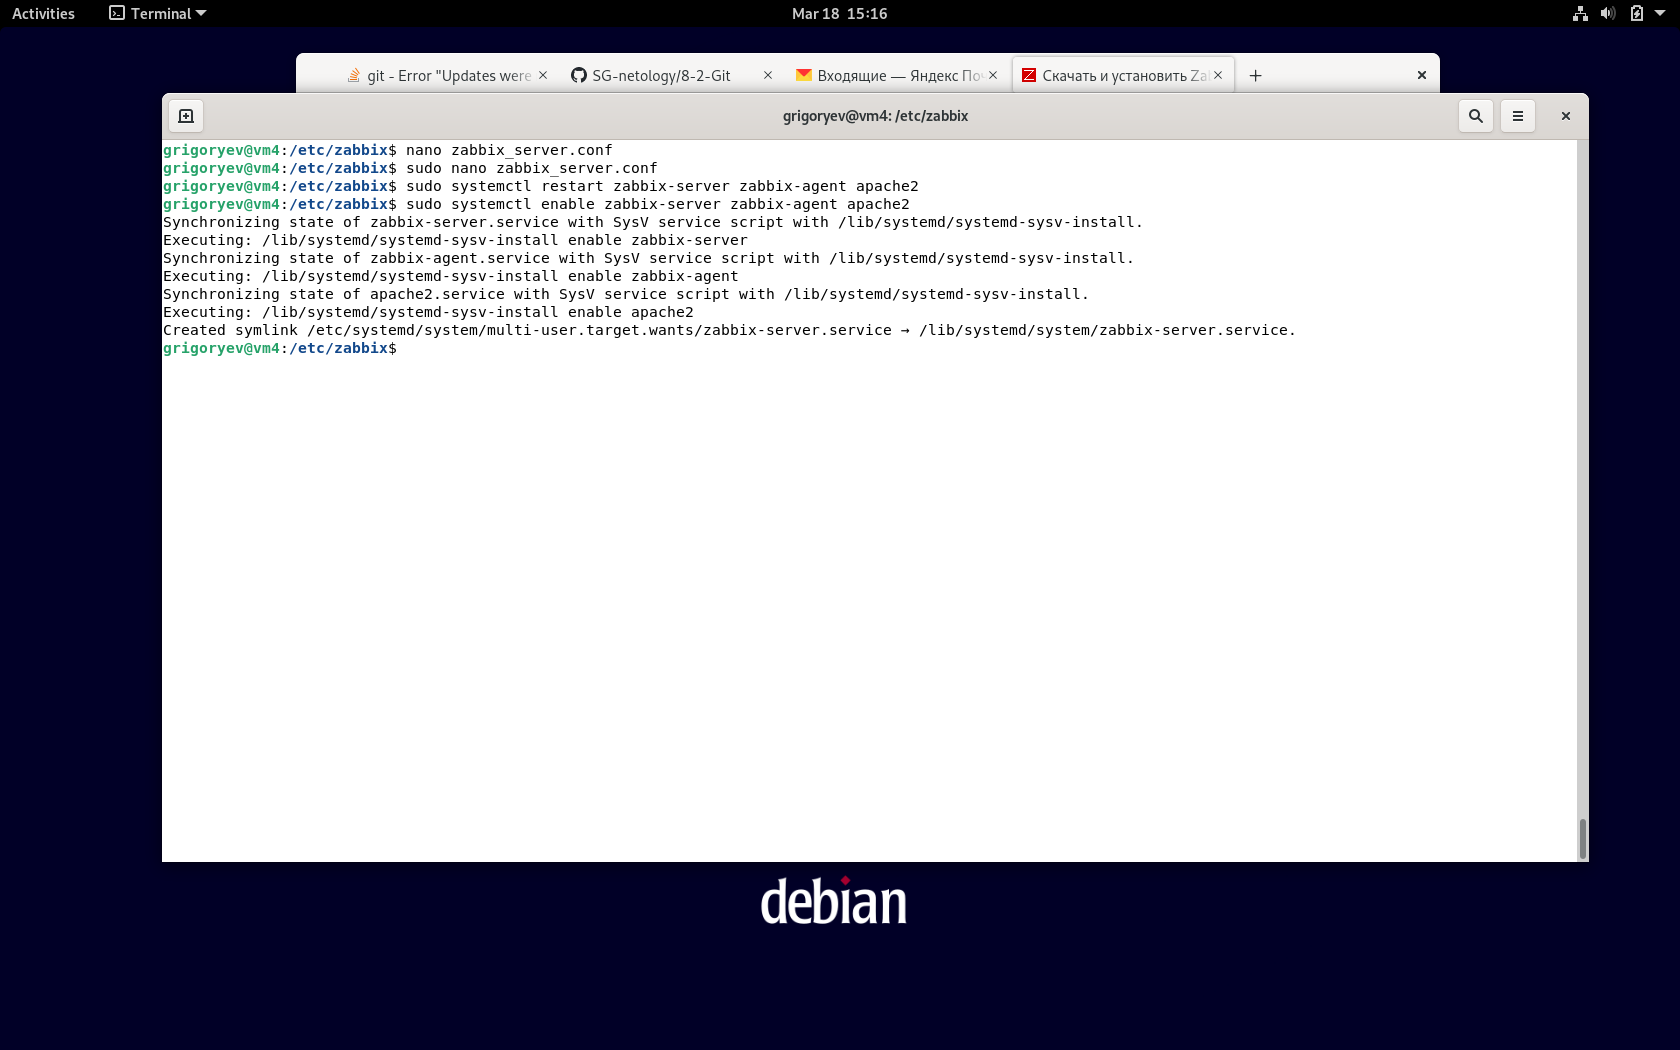 Activities Terminal Mar 18 15:16
git - Error "Updates were SG-netology/8-2-Git Входящие — Яндекс По Скачать и установить Za
grigoryev@vm4: /etc/zabbix
grigoryev@vm4:/etc/zabbix$ nano zabbix_server.conf
grigoryev@vm4:/etc/zabbix$ sudo nano zabbix_server.conf
grigoryev@vm4:/etc/zabbix$ sudo systemctl restart zabbix-server zabbix-agent apache2
grigoryev@vm4:/etc/zabbix$ sudo systemctl enable zabbix-server zabbix-agent apache2
Synchronizing state of zabbix-server.service with SysV service script with /lib/systemd/systemd-sysv-install.
Executing: /lib/systemd/systemd-sysv-install enable zabbix-server
Synchronizing state of zabbix-agent.service with SysV service script with /lib/systemd/systemd-sysv-install.
Executing: /lib/systemd/systemd-sysv-install enable zabbix-agent
Synchronizing state of apache2.service with SysV service script with /lib/systemd/systemd-sysv-install.
Executing: /lib/systemd/systemd-sysv-install enable apache2
Created symlink /etc/systemd/system/multi-user.target.wants/zabbix-server.service → /lib/systemd/system/zabbix-server.service.
grigoryev@vm4:/etc/zabbix$
debian